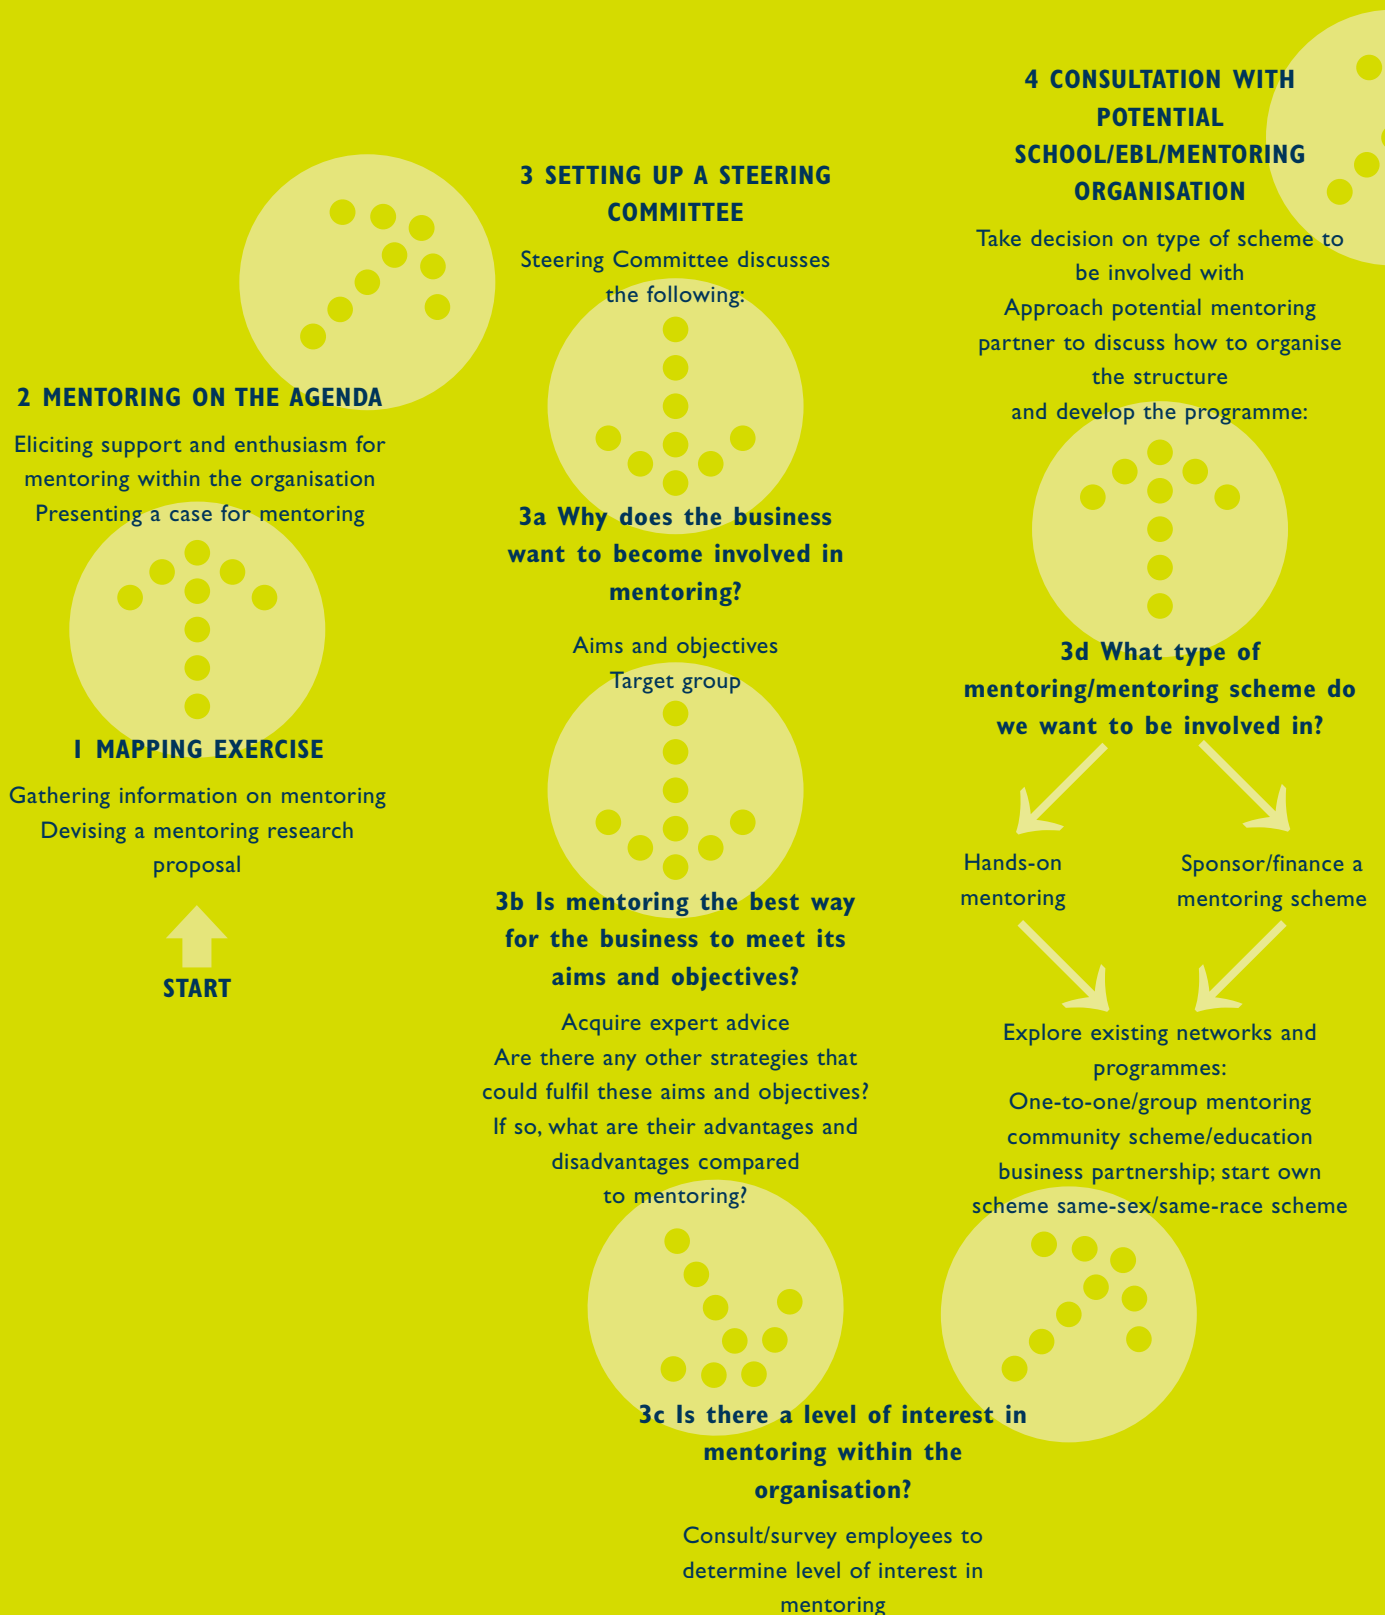 START
1 MAPPING EXERCISE
Gathering information on mentoring
Devising a mentoring research
proposal
2 MENTORING ON THE AGENDA
Eliciting support and enthusiasm for
mentoring within the organisation
Presenting a case for mentoring
3 SETTING UP A STEERING
COMMITTEE
Steering Committee discusses
the following:
3a Why does the business
want to become involved in
mentoring?
Aims and objectives
Target group
3b Is mentoring the best way
for the business to meet its
aims and objectives?
Acquire expert advice
Are there any other strategies that
could fulfil these aims and objectives?
If so, what are their advantages and
disadvantages compared
to mentoring?
3c Is there a level of interest in
mentoring within the
organisation?
Consult/survey employees to
determine level of interest in
mentoring
3d What type of
mentoring/mentoring scheme do
we want to be involved in?
Hands-on
mentoring
Sponsor/finance a
mentoring scheme
Explore existing networks and
programmes:
One-to-one/group mentoring
community scheme/education
business partnership; start own
scheme same-sex/same-race scheme
4 CONSULTATION WITH
POTENTIAL
SCHOOL/EBL/MENTORING
ORGANISATION
Take decision on type of scheme to
be involved with
Approach potential mentoring
partner to discuss how to organise
the structure
and develop the programme: